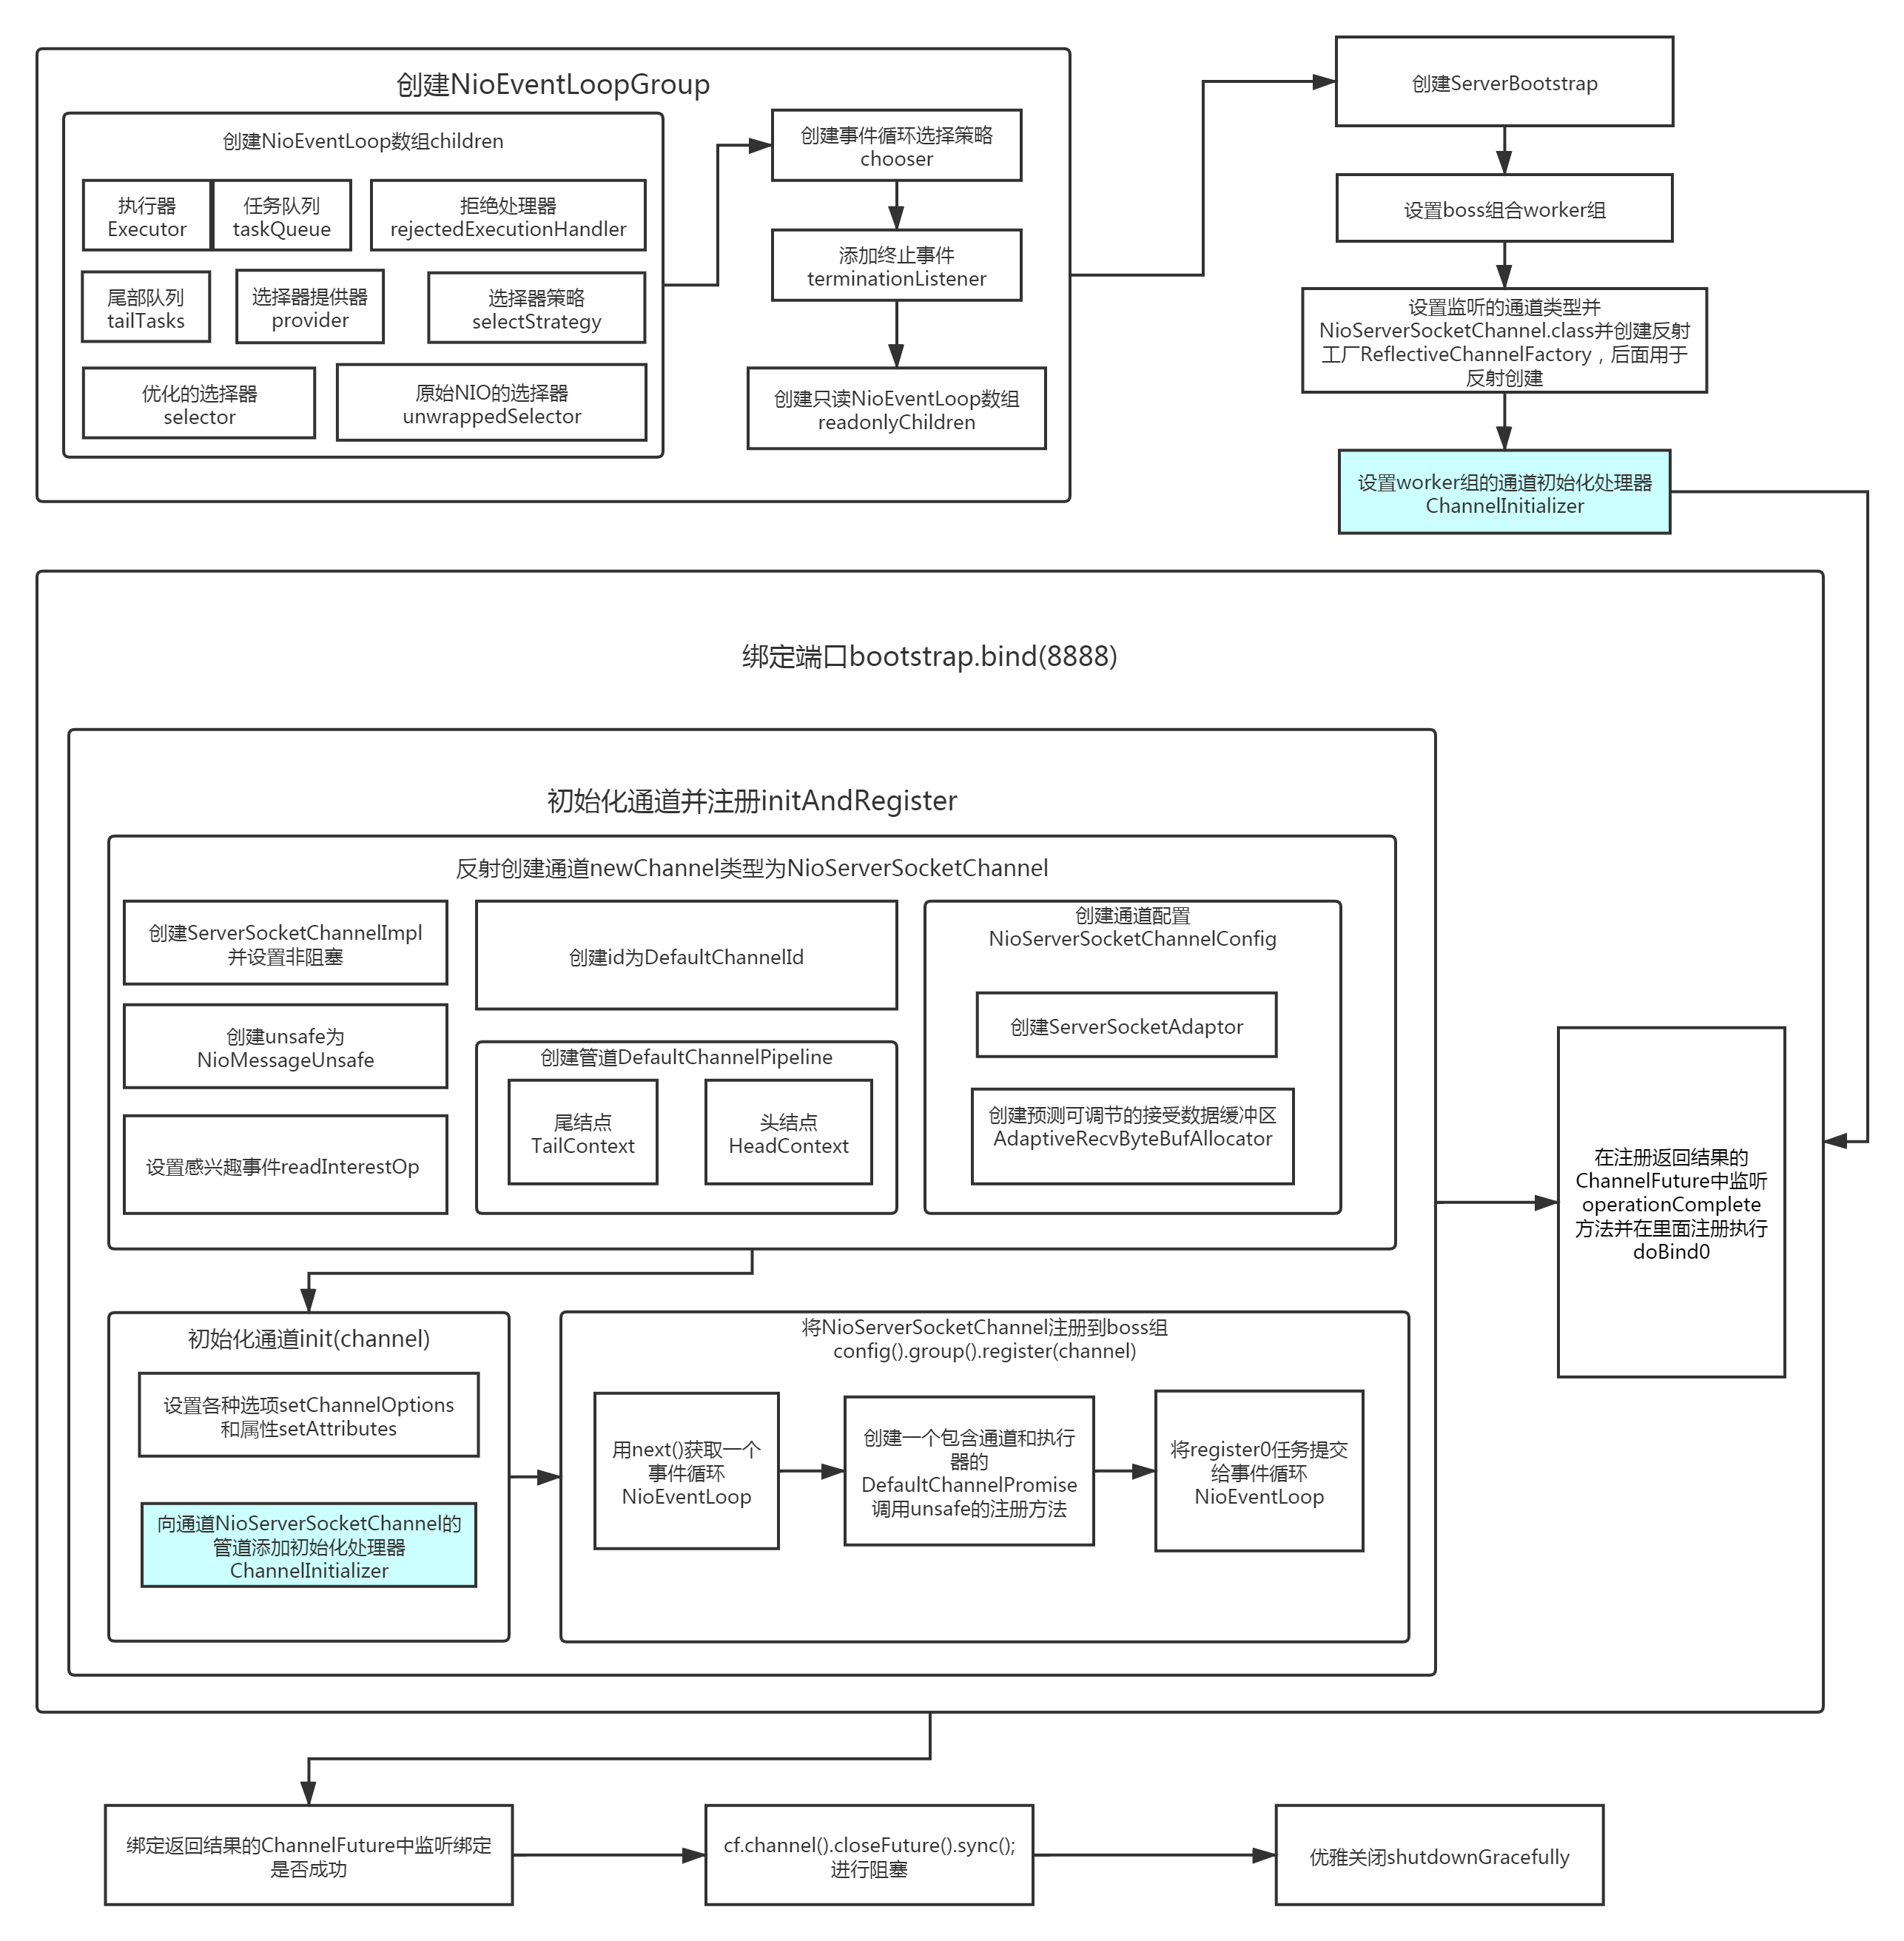 创建NioEventLoopGroup
创建NioEventLoop数组children
执行器
Executor
任务队列
taskQueue
拒绝处理器
rejectedExecutionHandler
尾部队列
tailTasks
选择器提供器
provider
选择器策略
selectStrategy
优化的选择器
selector
原始NIO的选择器
unwrappedSelector
创建事件循环选择策略
chooser
添加终止事件
terminationListener
创建只读NioEventLoop数组
readonlyChildren
创建ServerBootstrap
设置boss组合worker组
设置监听的通道类型并
NioServerSocketChannel.class并创建反射
工厂ReflectiveChannelFactory，后面用于
反射创建
设置worker组的通道初始化处理器
ChannelInitializer
绑定端口bootstrap.bind(8888)
初始化通道并注册initAndRegister
反射创建通道newChannel类型为NioServerSocketChannel
创建ServerSocketChannelImpl
并设置非阻塞
创建unsafe为
NioMessageUnsafe
设置感兴趣事件readInterestOp
创建id为DefaultChannelId
创建管道DefaultChannelPipeline
尾结点
TailContext
头结点
HeadContext
创建通道配置
NioServerSocketChannelConfig
创建ServerSocketAdaptor
创建预测可调节的接受数据缓冲区
AdaptiveRecvByteBufAllocator
初始化通道init(channel)
设置各种选项setChannelOptions
和属性setAttributes
向通道NioServerSocketChannel的
管道添加初始化处理器
ChannelInitializer
将NioServerSocketChannel注册到boss组
config().group().register(channel)
用next()获取一个
事件循环
NioEventLoop
创建一个包含通道和执行
器的
DefaultChannelPromise
调用unsafe的注册方法
将register0任务提交
给事件循环
NioEventLoop
在注册返回结果的
ChannelFuture中监听
operationComplete
方法并在里面注册执行
doBind0
绑定返回结果的ChannelFuture中监听绑定
是否成功
cf.channel().closeFuture().sync();
进行阻塞
优雅关闭shutdownGracefully